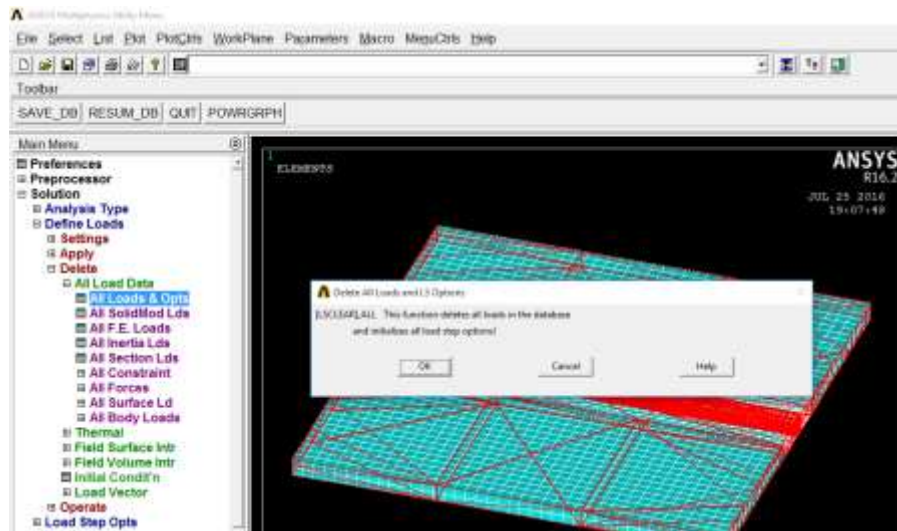 File Select List Plot PlotCtrls WorkPlane Parameters Macro MenuCtrls Help
Toolbar
SAVE_DB RESUM_DB QUIT POWRGRPH
Main Menu
Preferences
Preprocessor
Solution
Analysis Type
Define Loads
Settings
Apply
Delete
All Load Data
All Loads & Opts
All SolidMod Lds
All F.E. Loads
All Inertia Lds
All Section Lds
All Constraint
All Forces
All Surface Ld
All Body Loads
Thermal
Field Surface Intr
Field Volume Intr
Initial Condit'n
Load Vector
Operate
Load Step Opts
1
ELEMENTS
ANSYS
R16.2
JUL 25 2016
19:07:48
Delete All Loads and LS Options
[LSCLEAR],ALL This function deletes all loads in the database
and initializes all load step options!
OK Cancel Help